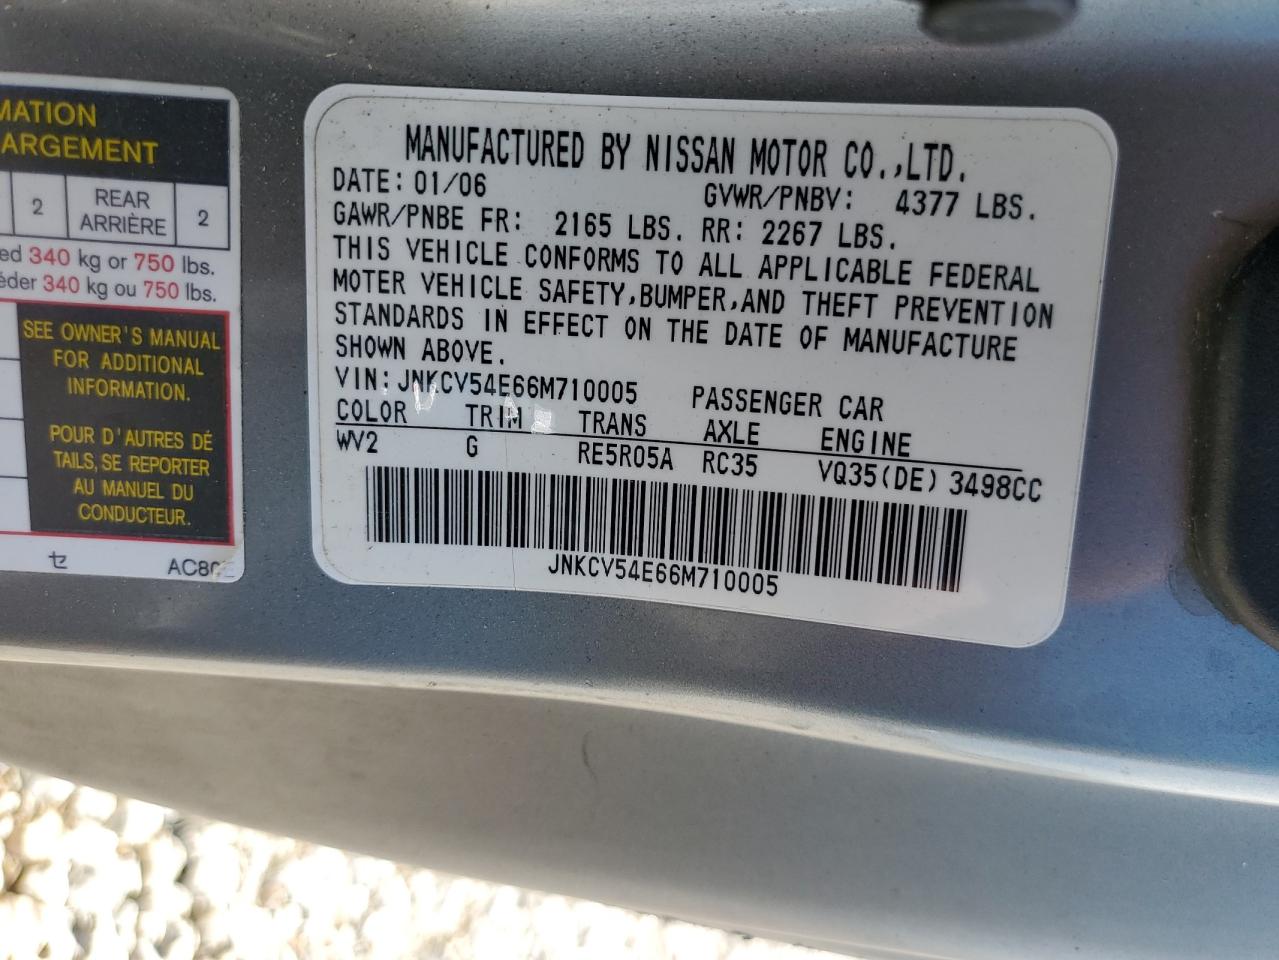 MATION
ARGEMENT
2 REAR ARRIÈRE 2
ed 340 kg or 750 lbs.
éder 340 kg ou 750 lbs.
SEE OWNER'S MANUAL
FOR ADDITIONAL
INFORMATION.
POUR D'AUTRES DÉ
TAILS, SE REPORTER
AU MANUEL DU
CONDUCTEUR.
セ AC80E
MANUFACTURED BY NISSAN MOTOR CO.,LTD.
DATE: 01/06 GVWR/PNBV: 4377 LBS.
GAWR/PNBE FR: 2165 LBS. RR: 2267 LBS.
THIS VEHICLE CONFORMS TO ALL APPLICABLE FEDERAL
MOTER VEHICLE SAFETY,BUMPER,AND THEFT PREVENTION
STANDARDS IN EFFECT ON THE DATE OF MANUFACTURE
SHOWN ABOVE.
VIN: JNKCV54E66M710005 PASSENGER CAR
COLOR TRIM TRANS AXLE ENGINE
WV2 G RE5R05A RC35 VQ35(DE) 3498CC
JNKCV54E66M710005